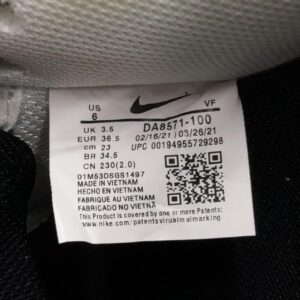 US VF
6
UK 3.5 DA8571-100
EUR 36.5 02/16/21 | 03/26/21
cm 23 UPC 00194955729298
BR 34.5
CN 230(2.0)
01M53DSGS1497
MADE IN VIETNAM
HECHO EN VIETNAM
FABRIQUE AU VIETNAM
FABRICADO NO VIETNÃ
This Product is covered by one or more patents. See
www.nike.com/patentsvirtualmarking